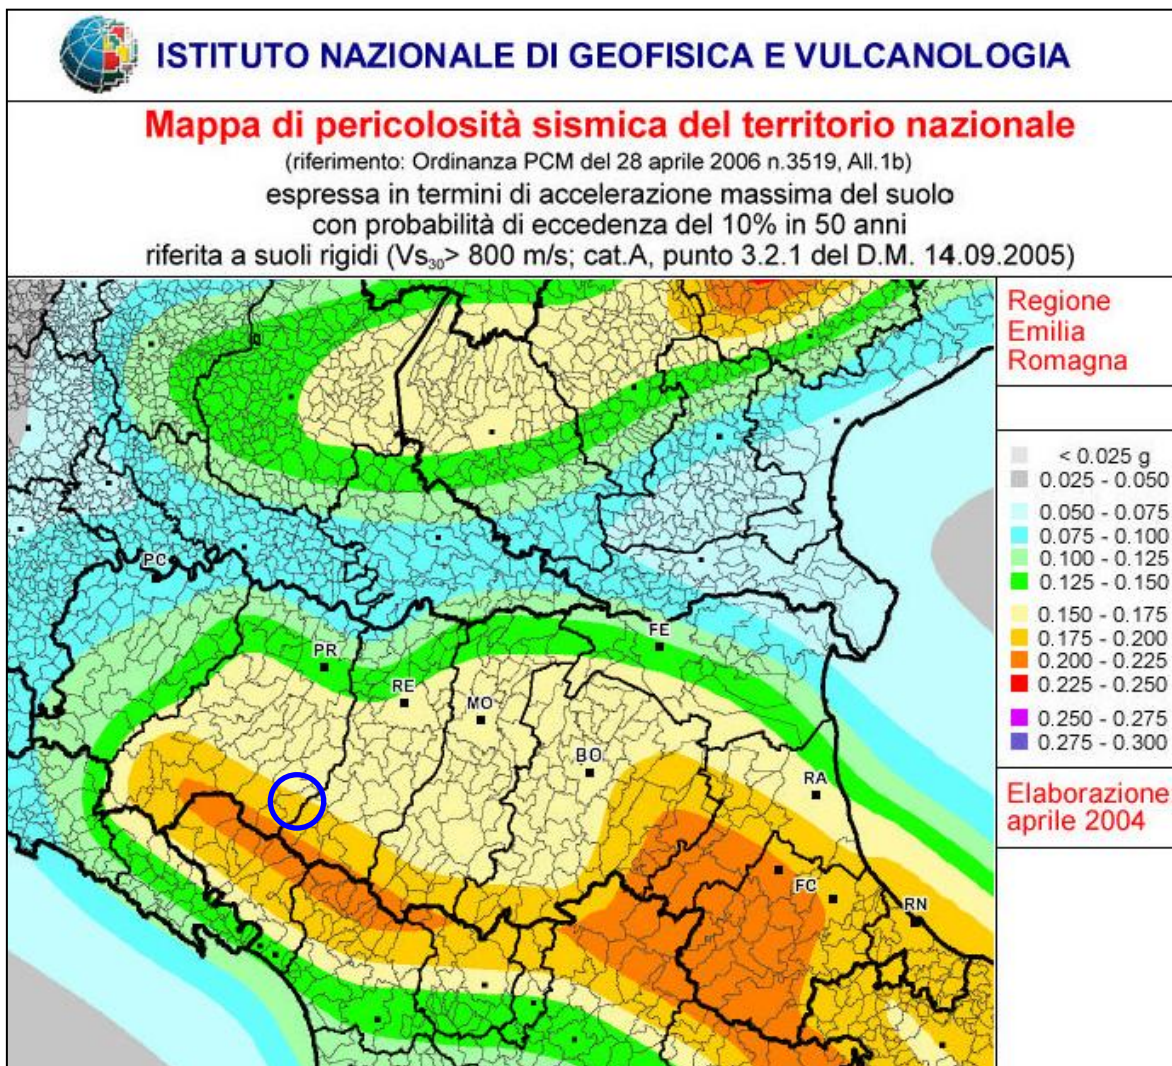 ISTITUTO NAZIONALE DI GEOFISICA E VULCANOLOGIA
Mappa di pericolosità sismica del territorio nazionale
(riferimento: Ordinanza PCM del 28 aprile 2006 n.3519, All.1b)
espressa in termini di accelerazione massima del suolo
con probabilità di eccedenza del 10% in 50 anni
riferita a suoli rigidi (Vs₃₀> 800 m/s; cat.A, punto 3.2.1 del D.M. 14.09.2005)
Regione
Emilia
Romagna
< 0.025 g
0.025 - 0.050
0.050 - 0.075
0.075 - 0.100
0.100 - 0.125
0.125 - 0.150
0.150 - 0.175
0.175 - 0.200
0.200 - 0.225
0.225 - 0.250
0.250 - 0.275
0.275 - 0.300
Elaborazione
aprile 2004
PC
PR
FE
RE
MO
BO
RA
FC
RN